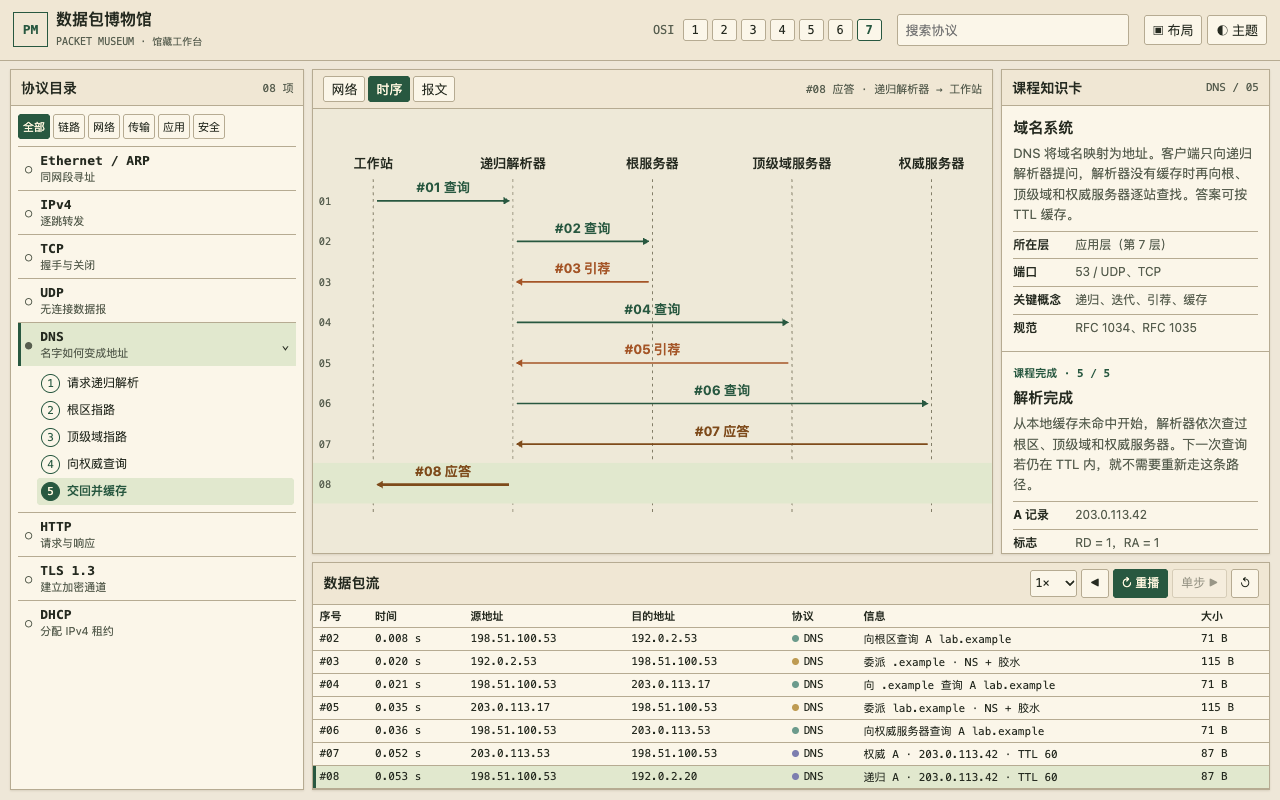 PM
数据包博物馆
PACKET MUSEUM · 馆藏工作台
OSI 1 2 3 4 5 6 7
搜索协议
▣ 布局
◐ 主题
协议目录
08 项
全部 链路 网络 传输 应用 安全
Ethernet / ARP
同网段寻址
IPv4
逐跳转发
TCP
握手与关闭
UDP
无连接数据报
DNS
名字如何变成地址
1 请求递归解析
2 根区指路
3 顶级域指路
4 向权威查询
5 交回并缓存
HTTP
请求与响应
TLS 1.3
建立加密通道
DHCP
分配 IPv4 租约
网络 时序 报文
#08 应答 · 递归解析器 → 工作站
工作站 递归解析器 根服务器 顶级域服务器 权威服务器
#01 查询
01
#02 查询
02
#03 引荐
03
#04 查询
04
#05 引荐
05
#06 查询
06
#07 应答
07
#08 应答
08
课程知识卡
DNS / 05
域名系统
DNS 将域名映射为地址。客户端只向递归
解析器提问，解析器没有缓存时再向根、
顶级域和权威服务器逐站查找。答案可按
TTL 缓存。
所在层 应用层（第 7 层）
端口 53 / UDP、TCP
关键概念 递归、迭代、引荐、缓存
规范 RFC 1034、RFC 1035
课程完成 · 5 / 5
解析完成
从本地缓存未命中开始，解析器依次查过
根区、顶级域和权威服务器。下一次查询
若仍在 TTL 内，就不需要重新走这条路
径。
A 记录 203.0.113.42
标志 RD = 1，RA = 1
数据包流
1× ◀ ↻ 重播 单步 ▶ ↺
序号 时间 源地址 目的地址 协议 信息 大小
#02 0.008 s 198.51.100.53 192.0.2.53 DNS 向根区查询 A lab.example 71 B
#03 0.020 s 192.0.2.53 198.51.100.53 DNS 委派 .example · NS + 胶水 115 B
#04 0.021 s 198.51.100.53 203.0.113.17 DNS 向 .example 查询 A lab.example 71 B
#05 0.035 s 203.0.113.17 198.51.100.53 DNS 委派 lab.example · NS + 胶水 115 B
#06 0.036 s 198.51.100.53 203.0.113.53 DNS 向权威服务器查询 A lab.example 71 B
#07 0.052 s 203.0.113.53 198.51.100.53 DNS 权威 A · 203.0.113.42 · TTL 60 87 B
#08 0.053 s 198.51.100.53 192.0.2.20 DNS 递归 A · 203.0.113.42 · TTL 60 87 B